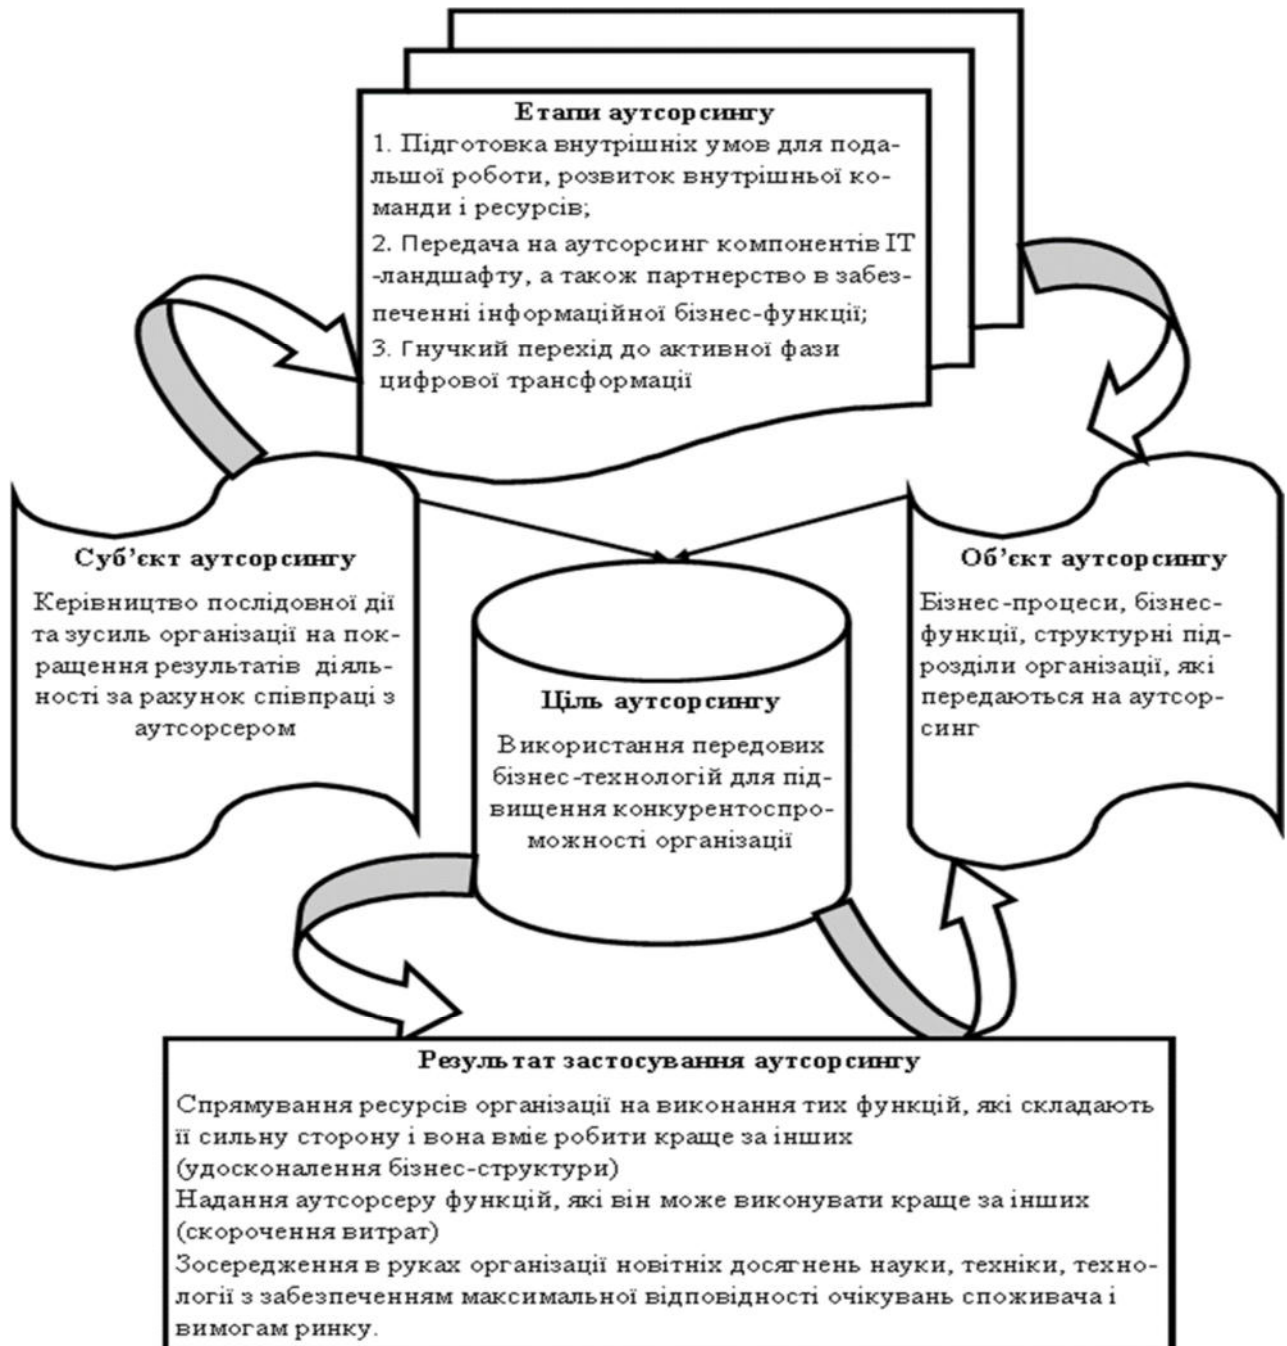 Етапи аутсорсингу
1. Підготовка внутрішніх умов для пода-
льшої роботи, розвиток внутрішньої ко-
манди і ресурсів;
2. Передача на аутсорсинг компонентів ІТ
-ландшафту, а також партнерство в забез-
печенні інформаційної бізнес-функції;
3. Гнучкий перехід до активної фази
цифрової трансформації
Суб’єкт аутсорсингу
Керівництво послідовної дії
та зусиль організації на пок-
ращення результатів діяль-
ності за рахунок співпраці з
аутсорсером
Ціль аутсорсингу
Використання передових
бізнес-технологій для під-
вищення конкурентоспро-
можності організації
Об’єкт аутсорсингу
Бізнес-процеси, бізнес-
функції, структурні під-
розділи організації, які
передаються на аутсор-
синг
Результат застосування аутсорсингу
Спрямування ресурсів організації на виконання тих функцій, які складають
її сильну сторону і вона вміє робити краще за інших
(удосконалення бізнес-структури)
Надання аутсорсеру функцій, які він може виконувати краще за інших
(скорочення витрат)
Зосередження в руках організації новітніх досягнень науки, техніки, техно-
логії з забезпеченням максимальної відповідності очікувань споживача і
вимогам ринку.